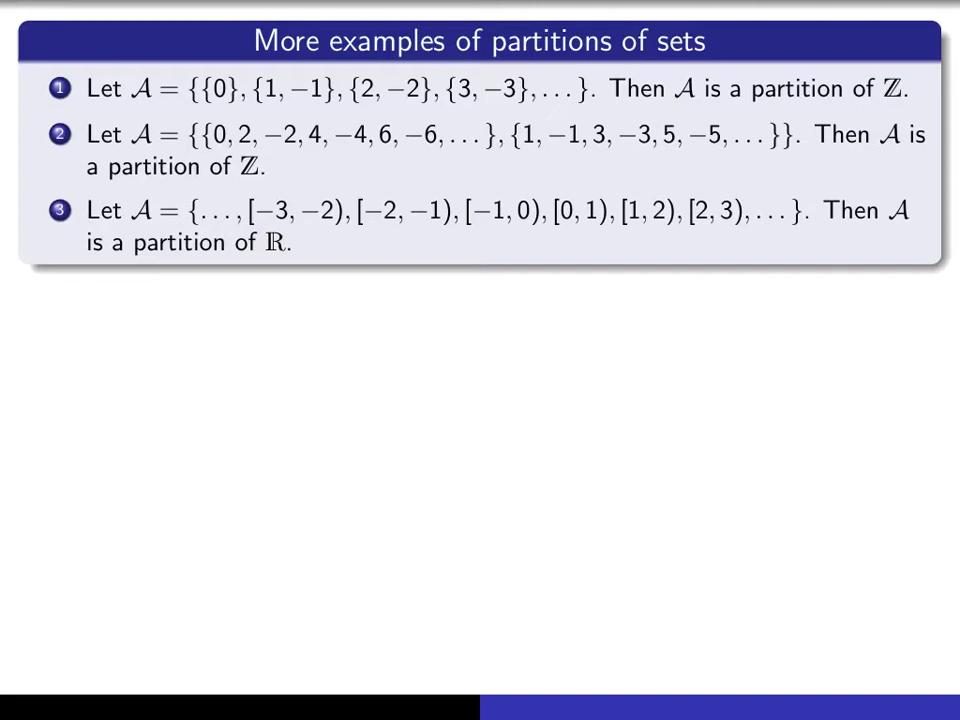 More examples of partitions of sets
1 Let 𝒜 = {{0}, {1, −1}, {2, −2}, {3, −3}, . . . }. Then 𝒜 is a partition of ℤ.
2 Let 𝒜 = {{0, 2, −2, 4, −4, 6, −6, . . . }, {1, −1, 3, −3, 5, −5, . . . }}. Then 𝒜 is
a partition of ℤ.
3 Let 𝒜 = {. . . , [−3, −2), [−2, −1), [−1, 0), [0, 1), [1, 2), [2, 3), . . . }. Then 𝒜
is a partition of ℝ.